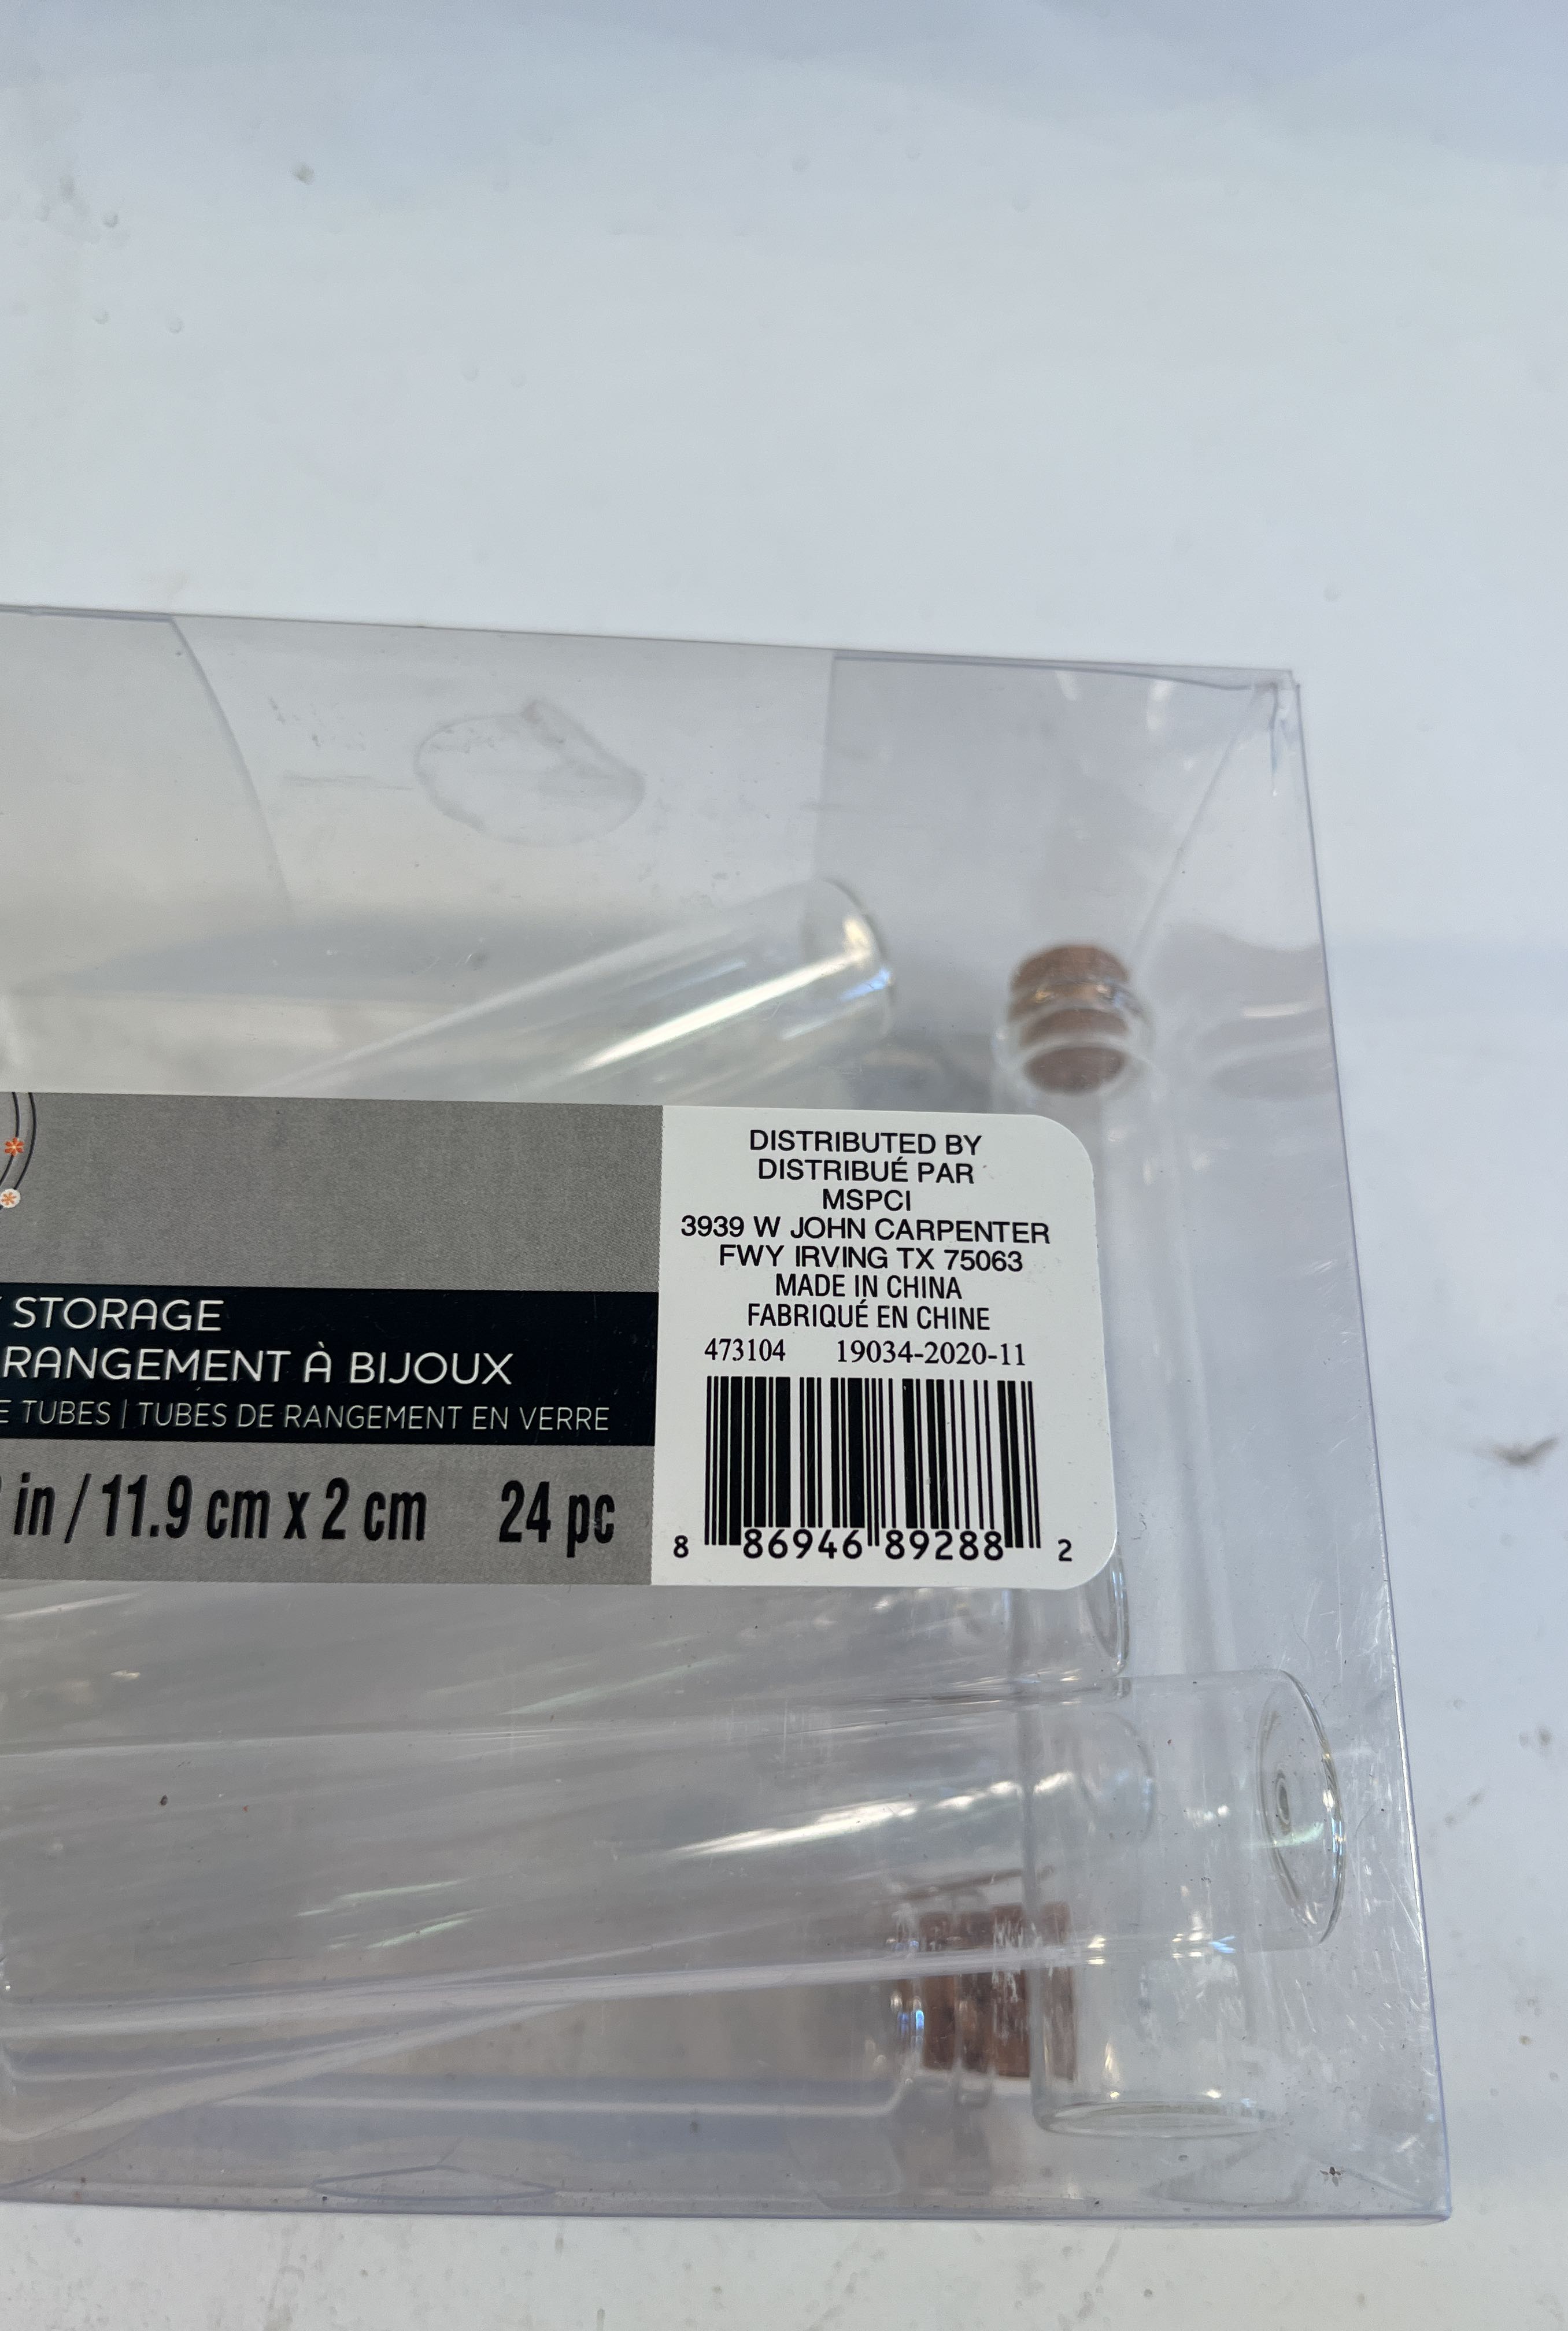 STORAGE
RANGEMENT À BIJOUX
TUBES | TUBES DE RANGEMENT EN VERRE
in / 11.9 cm x 2 cm 24 pc
DISTRIBUTED BY
DISTRIBUÉ PAR
MSPCI
3939 W JOHN CARPENTER
FWY IRVING TX 75063
MADE IN CHINA
FABRIQUÉ EN CHINE
473104 19034-2020-11
8 86946 89288 2